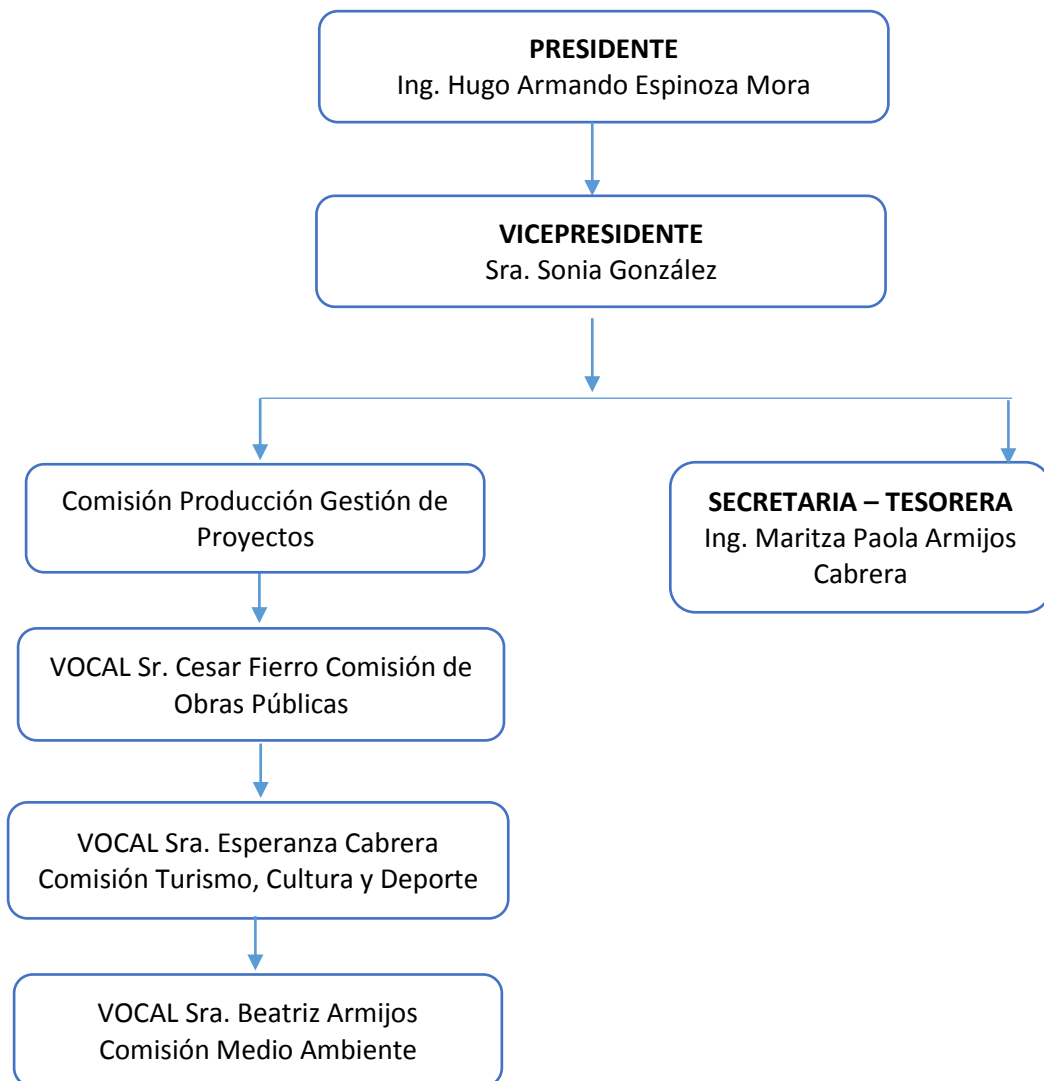 PRESIDENTE
Ing. Hugo Armando Espinoza Mora
VICEPRESIDENTE
Sra. Sonia González
Comisión Producción Gestión de
Proyectos
SECRETARIA – TESORERA
Ing. Maritza Paola Armijos
Cabrera
VOCAL Sr. Cesar Fierro Comisión de
Obras Públicas
VOCAL Sra. Esperanza Cabrera
Comisión Turismo, Cultura y Deporte
VOCAL Sra. Beatriz Armijos
Comisión Medio Ambiente